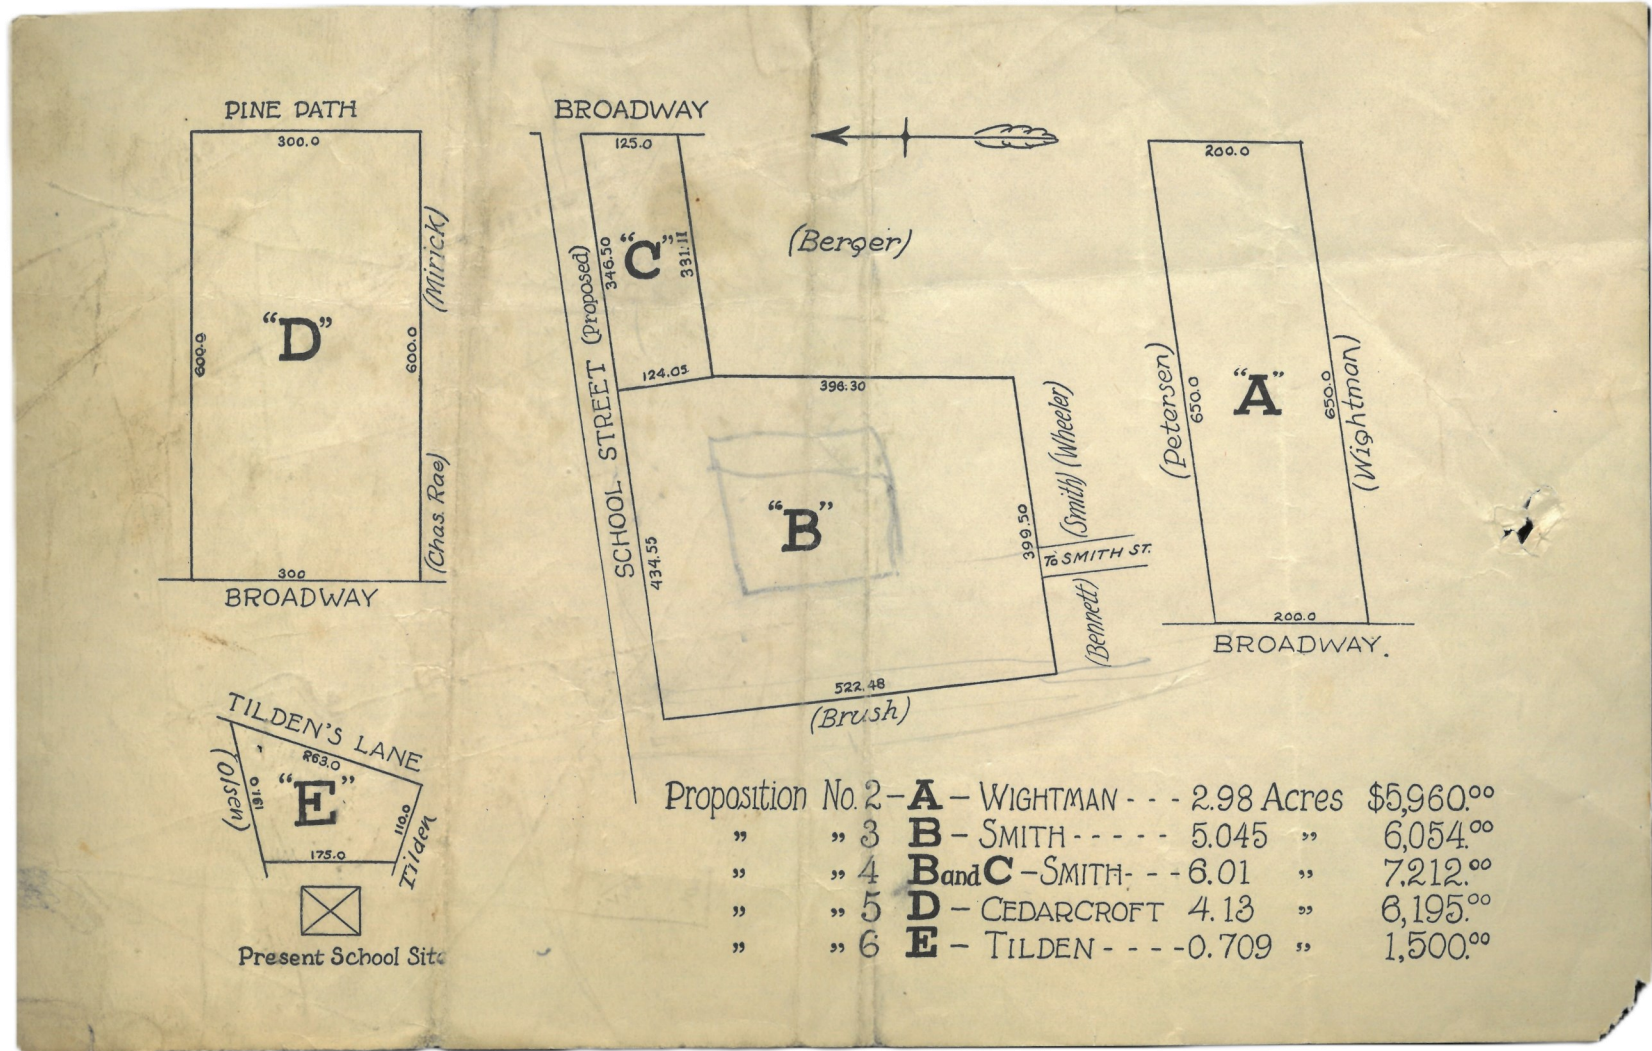 PINE PATH
300.0
(Mirick)
"D"
600.0
600.0
(Chas. Rae)
300
BROADWAY
BROADWAY
125.0
346.50
"C"
331.11
(Berger)
SCHOOL STREET (Proposed)
124.05
396.30
"B"
434.55
399.50
(Smith) (Wheeler)
To SMITH ST.
(Bennett)
522.48
(Brush)
200.0
(Petersen)
650.0
"A"
650.0
(Wightman)
200.0
BROADWAY.
TILDEN'S LANE
263.0
(Olsen)
161.0
"E"
110.0
Tilden
175.0
Present School Site
Proposition No. 2-A - WIGHTMAN - - - 2.98 Acres $5,960.00
" " 3 B - SMITH - - - - - 5.045 " 6,054.00
" " 4 B and C - SMITH - - - 6.01 " 7,212.00
" " 5 D - CEDARCROFT 4.13 " 6,195.00
" " 6 E - TILDEN - - - - 0.709 " 1,500.00